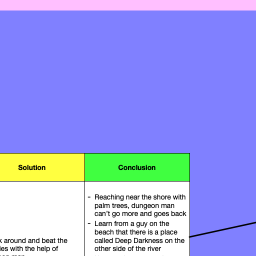 Solution
Conclusion
- Reaching near the shore with
palm trees, dungeon man
can't go more and goes back
- Learn from a guy on the
beach that there is a place
called Deep Darkness on the
other side of the river
around and beat the
with the help of